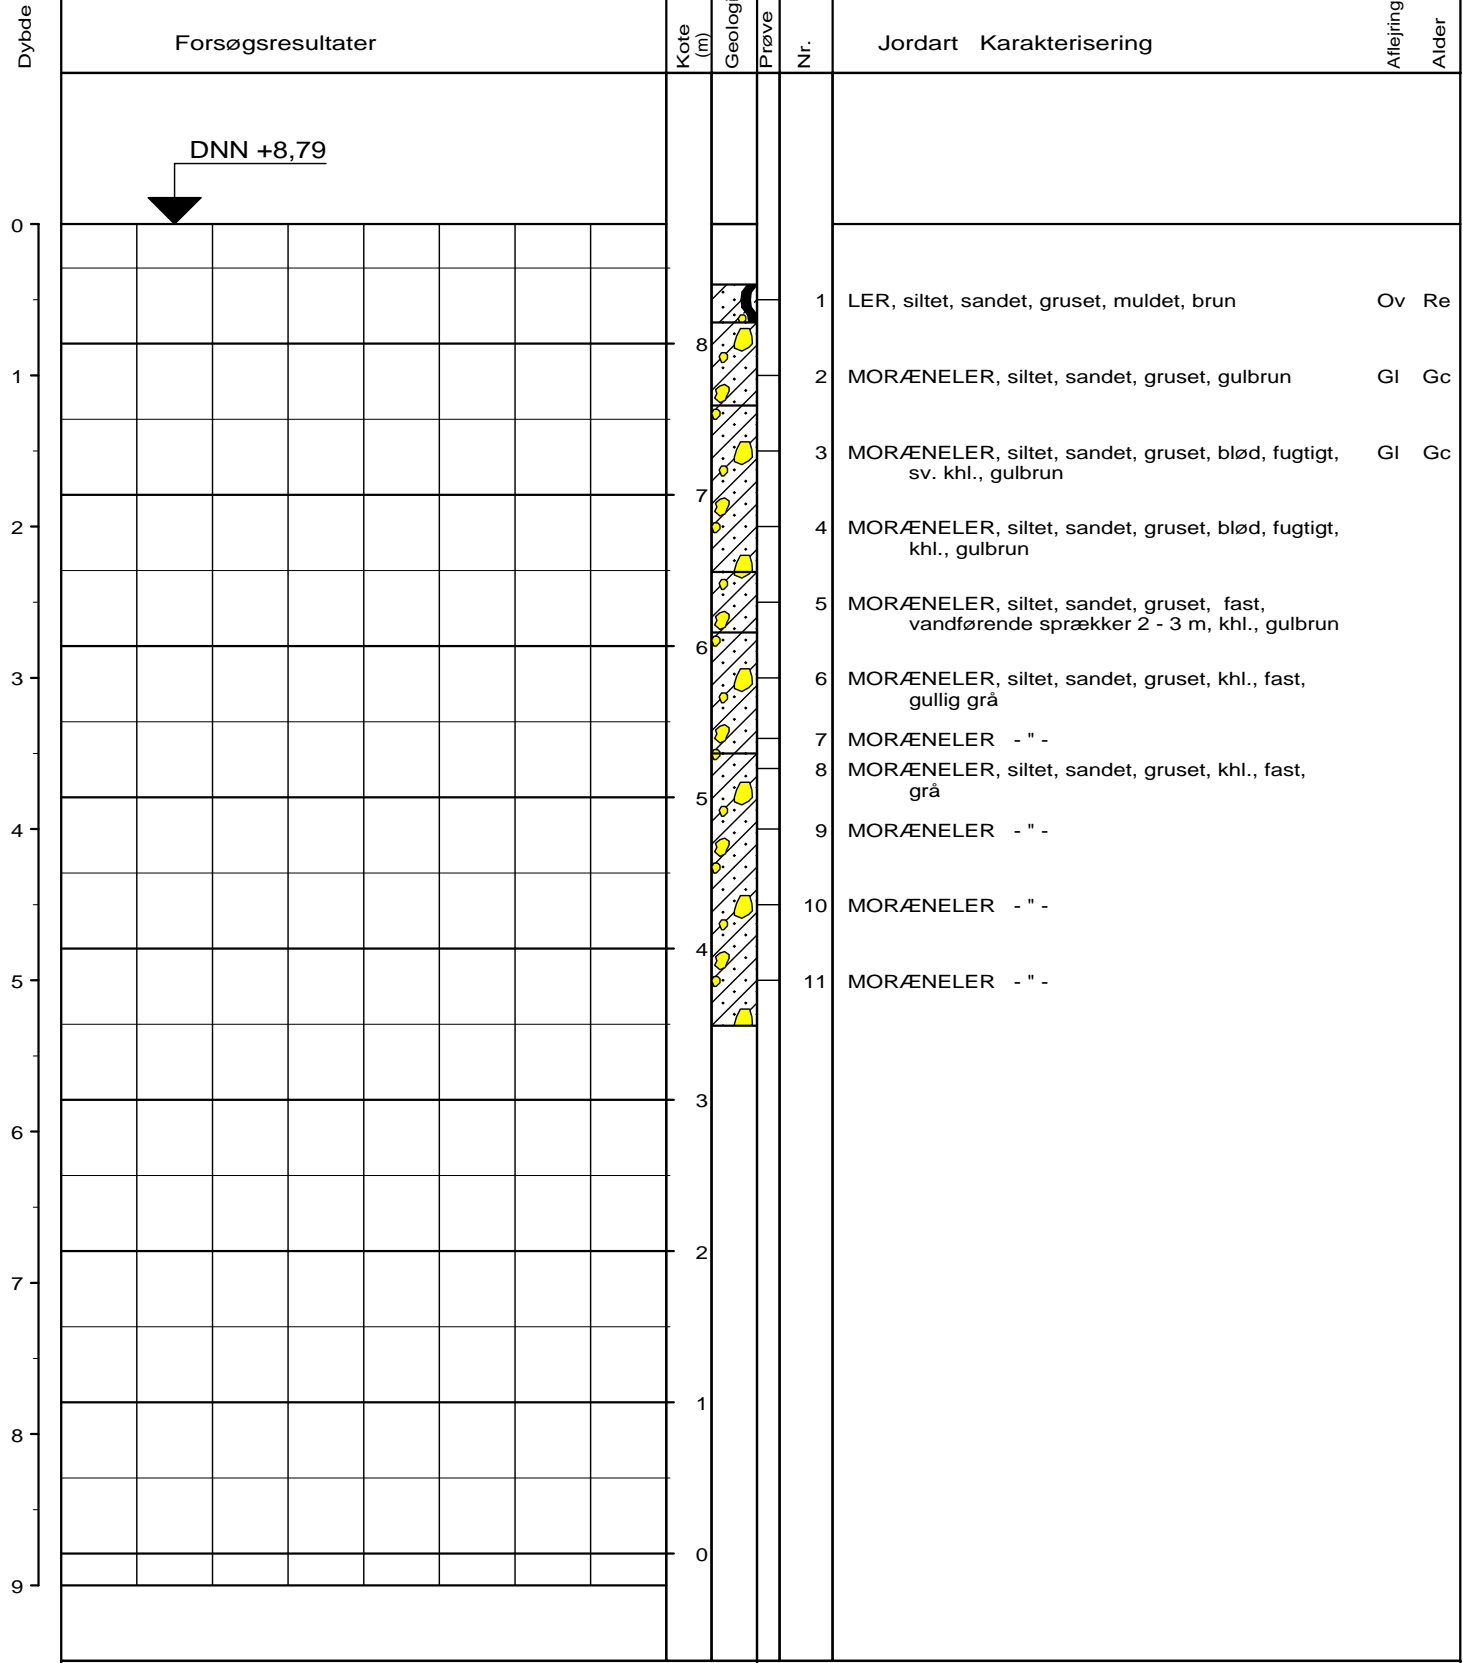 Dybde
Forsøgsresultater
Kote
(m)
Geologi
Prøve
Nr.
Jordart Karakterisering
Aflejring
Alder
DNN +8,79
0
1 LER, siltet, sandet, gruset, muldet, brun Ov Re
8
1
2 MORÆNELER, siltet, sandet, gruset, gulbrun Gl Gc
3 MORÆNELER, siltet, sandet, gruset, blød, fugtigt, Gl Gc
sv. khl., gulbrun
7
2
4 MORÆNELER, siltet, sandet, gruset, blød, fugtigt,
khl., gulbrun
5 MORÆNELER, siltet, sandet, gruset, fast,
vandførende sprækker 2 - 3 m, khl., gulbrun
6
3
6 MORÆNELER, siltet, sandet, gruset, khl., fast,
gullig grå
7 MORÆNELER - " -
8 MORÆNELER, siltet, sandet, gruset, khl., fast,
grå
5
4
9 MORÆNELER - " -
10 MORÆNELER - " -
4
5
11 MORÆNELER - " -
3
6
2
7
1
8
0
9